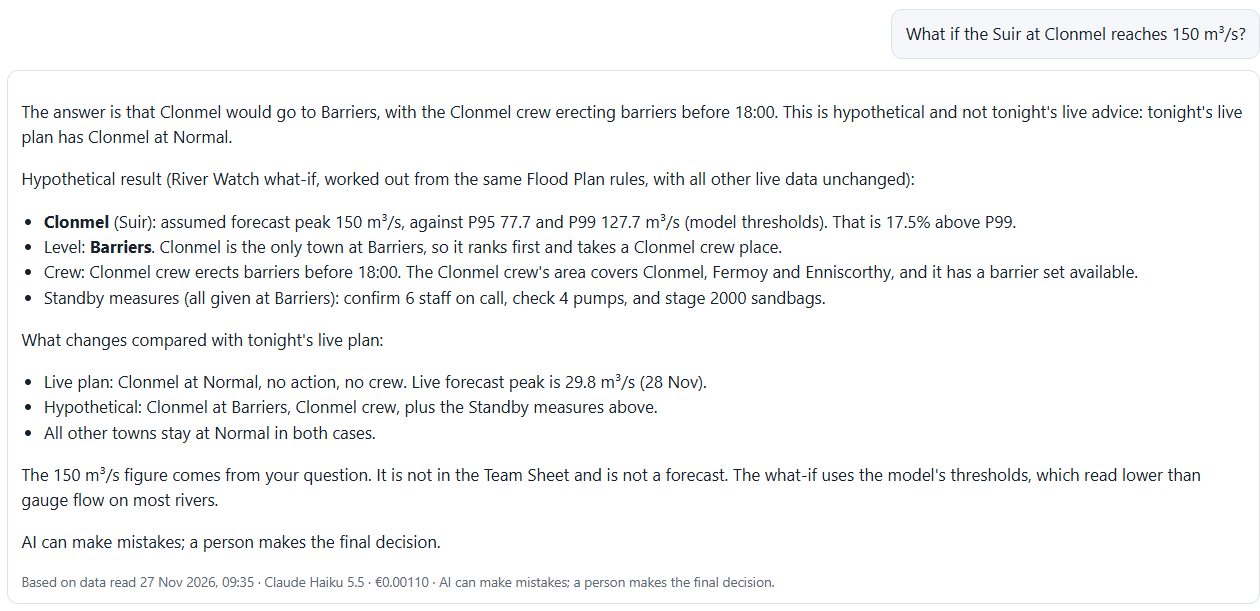 What if the Suir at Clonmel reaches 150 m³/s?
The answer is that Clonmel would go to Barriers, with the Clonmel crew erecting barriers before 18:00. This is hypothetical and not tonight's live advice: tonight's live
plan has Clonmel at Normal.
Hypothetical result (River Watch what-if, worked out from the same Flood Plan rules, with all other live data unchanged):
• Clonmel (Suir): assumed forecast peak 150 m³/s, against P95 77.7 and P99 127.7 m³/s (model thresholds). That is 17.5% above P99.
• Level: Barriers. Clonmel is the only town at Barriers, so it ranks first and takes a Clonmel crew place.
• Crew: Clonmel crew erects barriers before 18:00. The Clonmel crew's area covers Clonmel, Fermoy and Enniscorthy, and it has a barrier set available.
• Standby measures (all given at Barriers): confirm 6 staff on call, check 4 pumps, and stage 2000 sandbags.
What changes compared with tonight's live plan:
• Live plan: Clonmel at Normal, no action, no crew. Live forecast peak is 29.8 m³/s (28 Nov).
• Hypothetical: Clonmel at Barriers, Clonmel crew, plus the Standby measures above.
• All other towns stay at Normal in both cases.
The 150 m³/s figure comes from your question. It is not in the Team Sheet and is not a forecast. The what-if uses the model's thresholds, which read lower than
gauge flow on most rivers.
AI can make mistakes; a person makes the final decision.
Based on data read 27 Nov 2026, 09:35 · Claude Haiku 5.5 · €0.00110 · AI can make mistakes; a person makes the final decision.